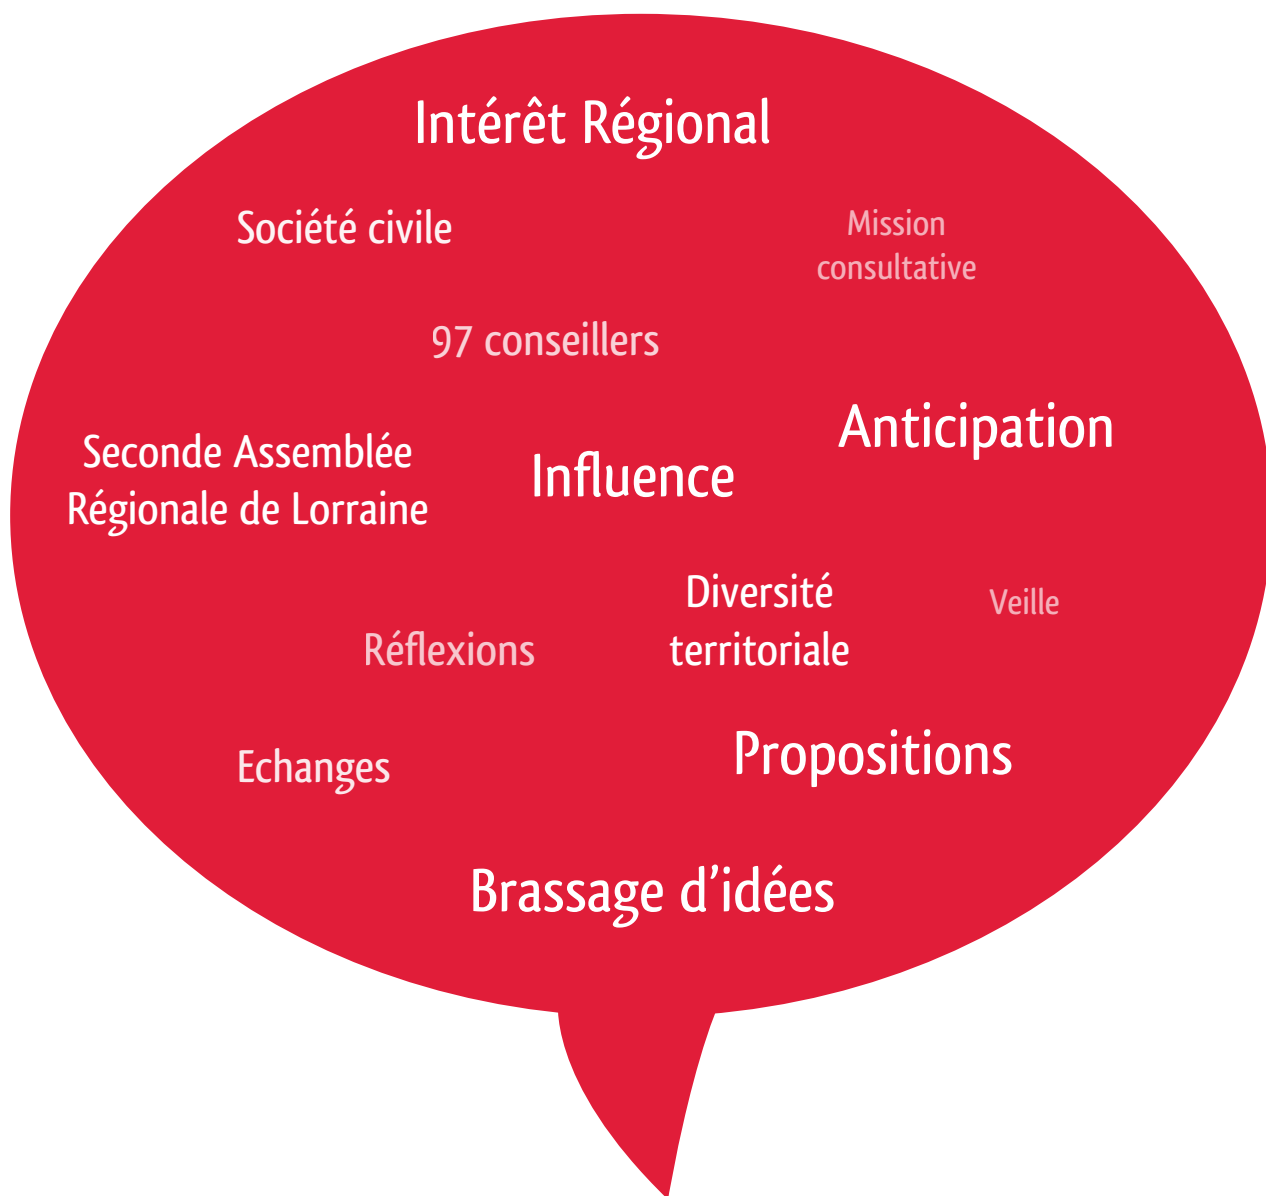 Intérêt Régional
Société civile
Mission
consultative
97 conseillers
Anticipation
Seconde Assemblée
Régionale de Lorraine
Influence
Diversité
territoriale
Veille
Réflexions
Echanges
Propositions
Brassage d’idées